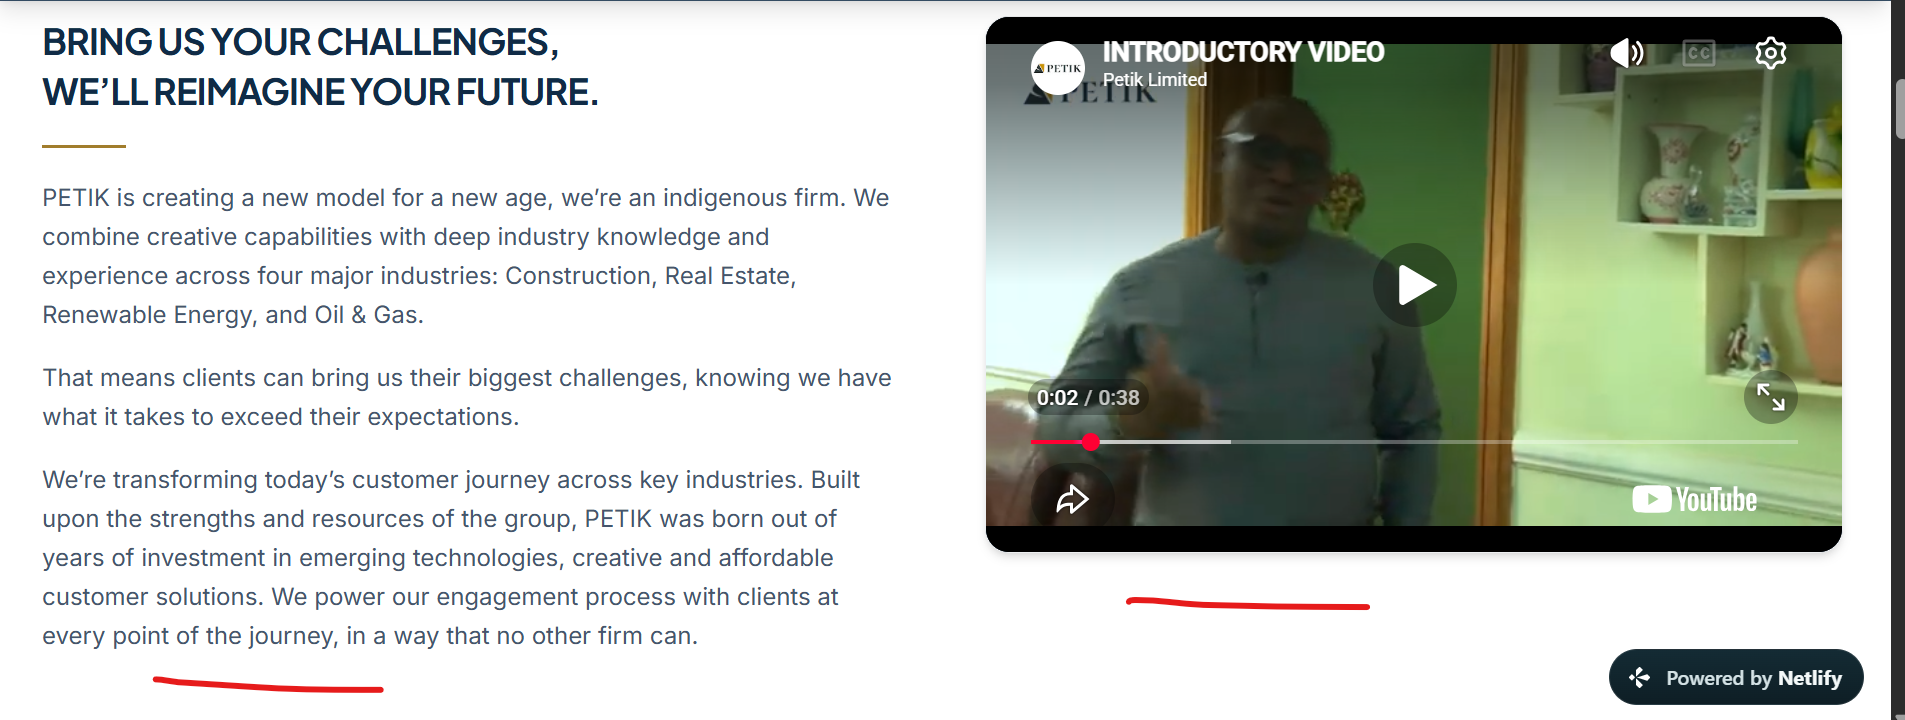 BRING US YOUR CHALLENGES,
WE’LL REIMAGINE YOUR FUTURE.
PETIK is creating a new model for a new age, we’re an indigenous firm. We
combine creative capabilities with deep industry knowledge and
experience across four major industries: Construction, Real Estate,
Renewable Energy, and Oil & Gas.
That means clients can bring us their biggest challenges, knowing we have
what it takes to exceed their expectations.
We’re transforming today’s customer journey across key industries. Built
upon the strengths and resources of the group, PETIK was born out of
years of investment in emerging technologies, creative and affordable
customer solutions. We power our engagement process with clients at
every point of the journey, in a way that no other firm can.
PETIK
INTRODUCTORY VIDEO
Petik Limited
PETIK
CC
0:02 / 0:38
YouTube
Powered by Netlify